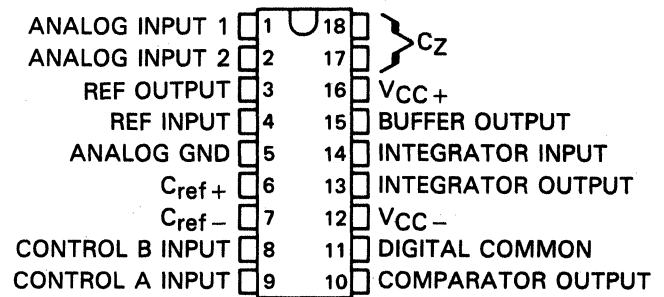 ANALOG INPUT 1 1 18 CZ
ANALOG INPUT 2 2 17
REF OUTPUT 3 16 VCC+
REF INPUT 4 15 BUFFER OUTPUT
ANALOG GND 5 14 INTEGRATOR INPUT
Cref+ 6 13 INTEGRATOR OUTPUT
Cref− 7 12 VCC−
CONTROL B INPUT 8 11 DIGITAL COMMON
CONTROL A INPUT 9 10 COMPARATOR OUTPUT